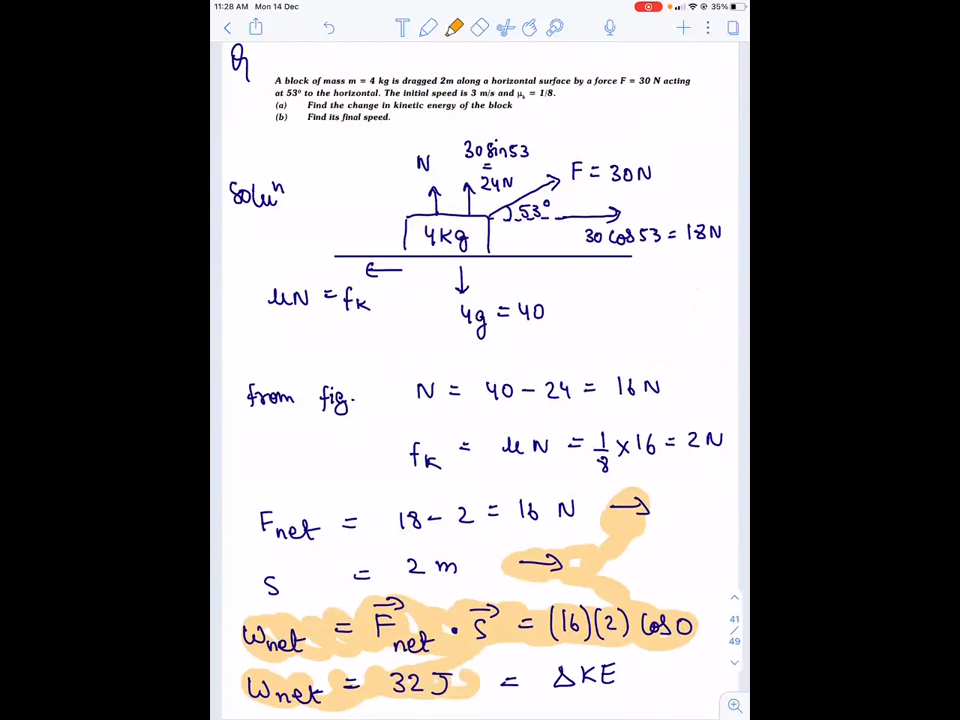 11:28 AM Mon 14 Dec
35%
Q
A block of mass m = 4 kg is dragged 2m along a horizontal surface by a force F = 30 N acting
at 53° to the horizontal. The initial speed is 3 m/s and μₖ = 1/8.
(a) Find the change in kinetic energy of the block
(b) Find its final speed.
Soluⁿ
N
30 sin 53
=
24N
F = 30N
53°
4kg
30 cos 53 = 18N
μN = fK
4g = 40
from fig.
N = 40 - 24 = 16 N
fK = μN = 1/8 × 16 = 2 N
Fnet = 18 - 2 = 16 N →
S = 2 m →
Wnet = F⃗net . S⃗ = (16)(2) cos 0
Wnet = 32 J = ΔKE
41
/
49